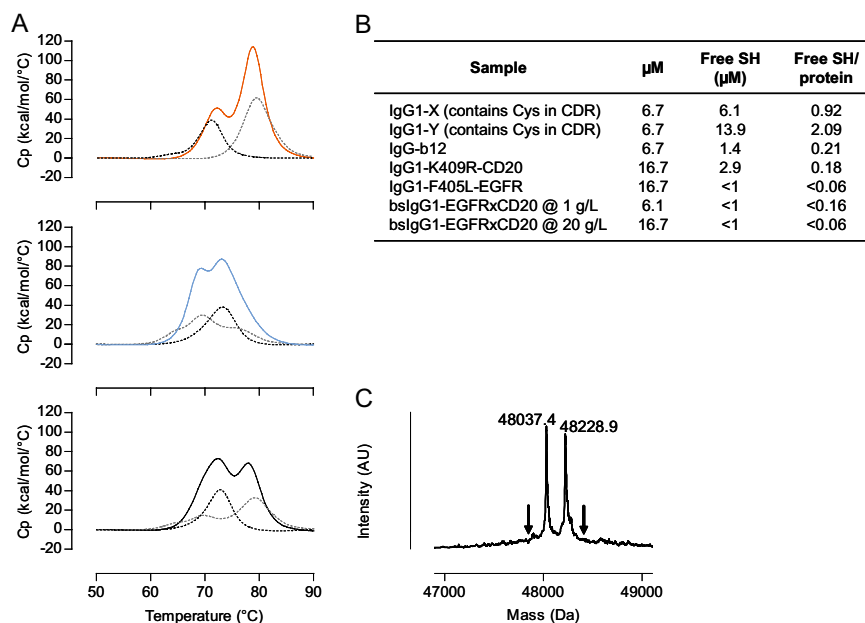 A
Cp (kcal/mol/°C)
120
100
80
60
40
20
0
-20
Cp (kcal/mol/°C)
120
100
80
60
40
20
0
-20
Cp (kcal/mol/°C)
120
100
80
60
40
20
0
-20
50 60 70 80 90
Temperature (°C)
B
Sample µM Free SH (µM) Free SH/ protein
IgG1-X (contains Cys in CDR) 6.7 6.1 0.92
IgG1-Y (contains Cys in CDR) 6.7 13.9 2.09
IgG-b12 6.7 1.4 0.21
IgG1-K409R-CD20 16.7 2.9 0.18
IgG1-F405L-EGFR 16.7 <1 <0.06
bsIgG1-EGFRxCD20 @ 1 g/L 6.1 <1 <0.16
bsIgG1-EGFRxCD20 @ 20 g/L 16.7 <1 <0.06
C
48037.4 48228.9
Intensity (AU)
47000 48000 49000
Mass (Da)